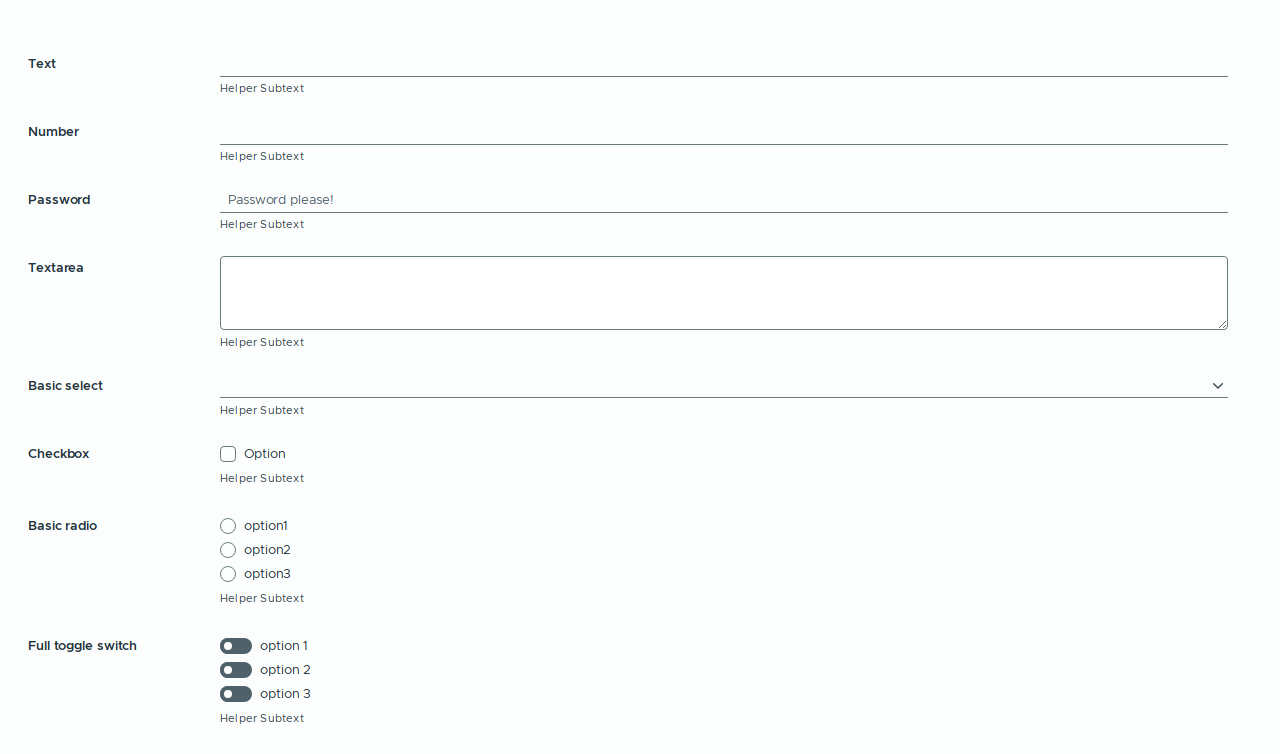 Text
Helper Subtext
Number
Helper Subtext
Password
Password please!
Helper Subtext
Textarea
Helper Subtext
Basic select
Helper Subtext
Checkbox
Option
Helper Subtext
Basic radio
option1
option2
option3
Helper Subtext
Full toggle switch
option 1
option 2
option 3
Helper Subtext